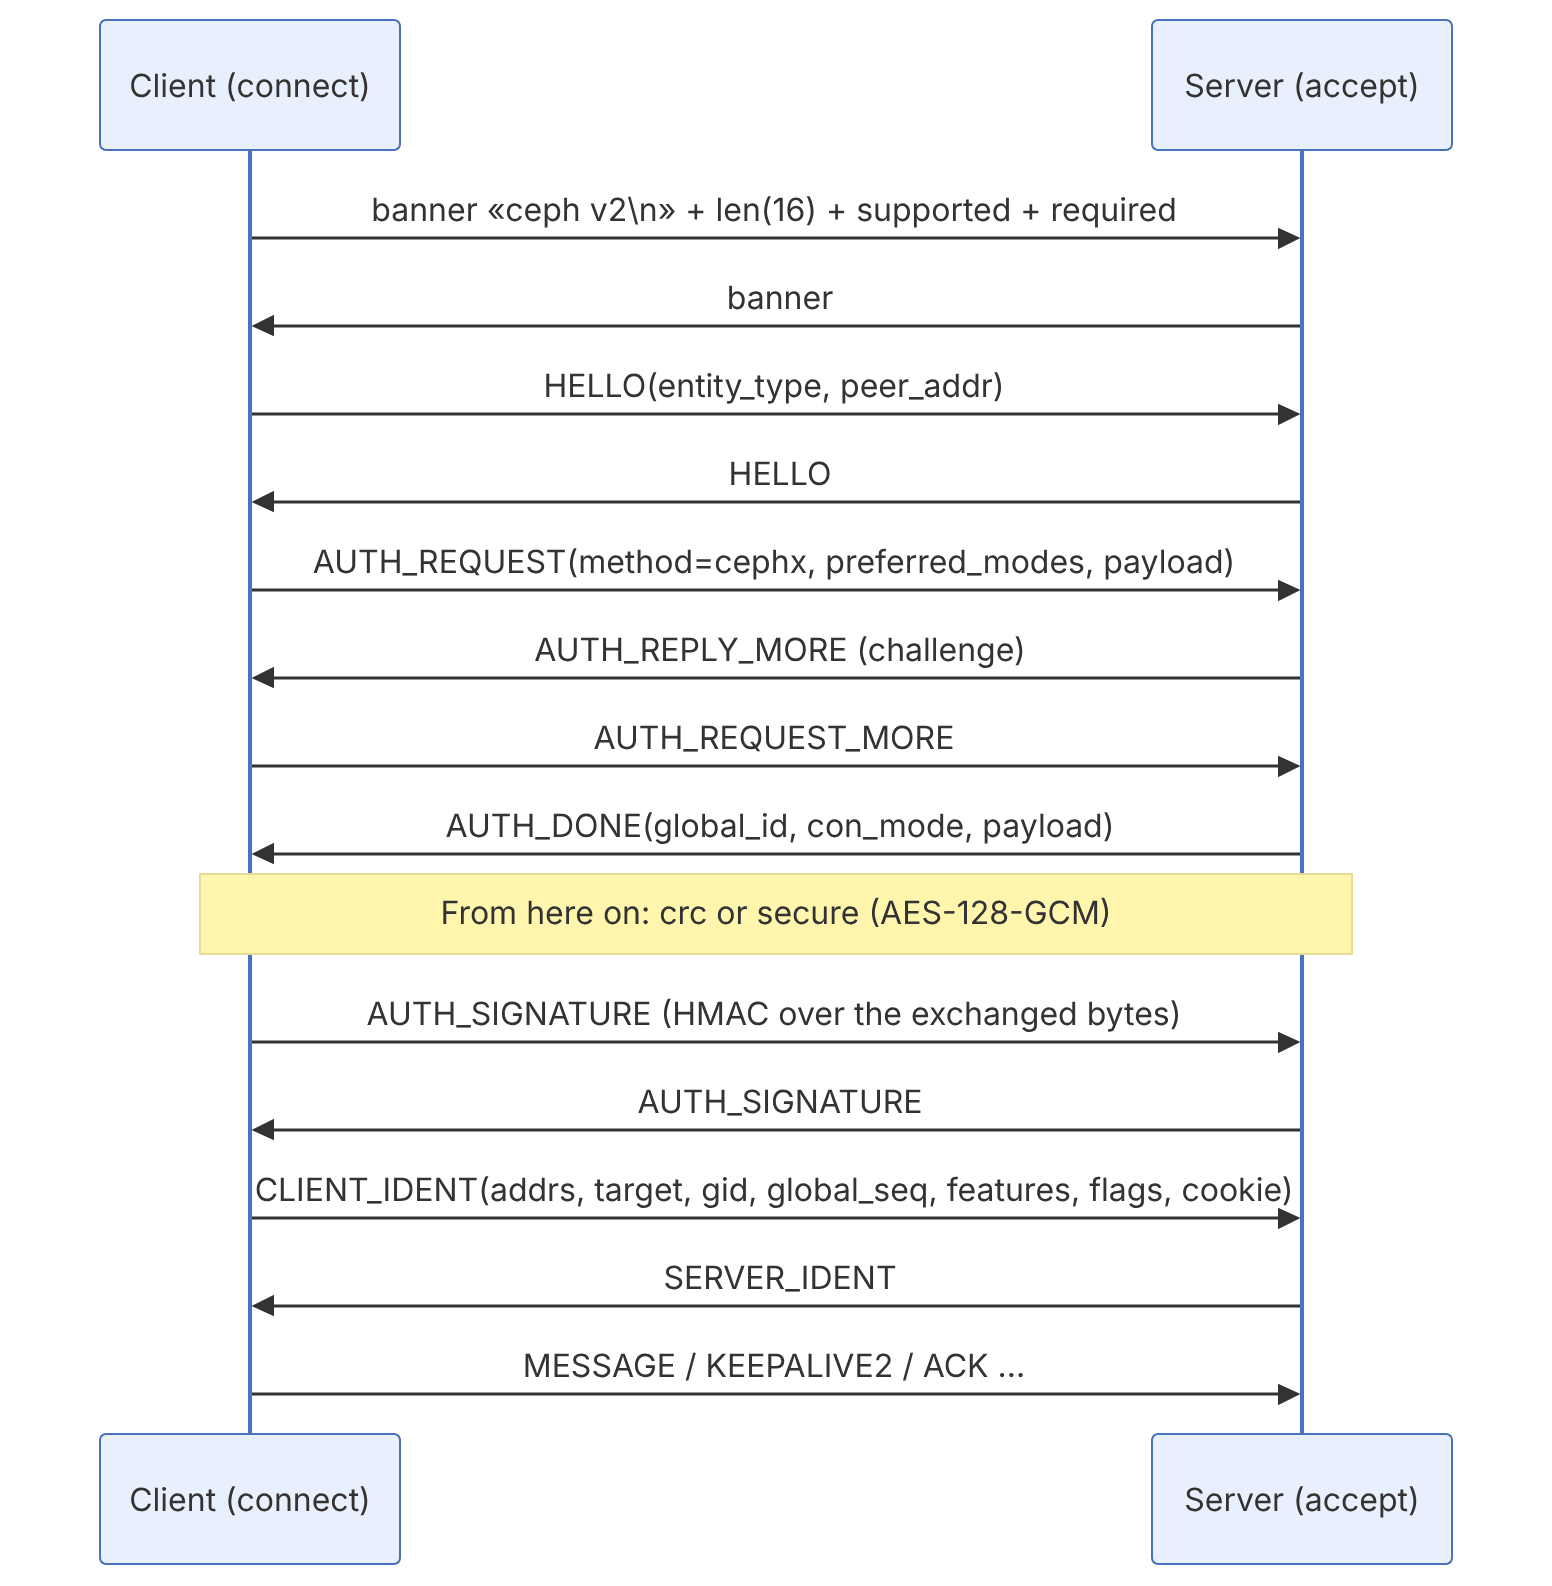 Client (connect)
Server (accept)
banner «ceph v2\n» + len(16) + supported + required
banner
HELLO(entity_type, peer_addr)
HELLO
AUTH_REQUEST(method=cephx, preferred_modes, payload)
AUTH_REPLY_MORE (challenge)
AUTH_REQUEST_MORE
AUTH_DONE(global_id, con_mode, payload)
From here on: crc or secure (AES-128-GCM)
AUTH_SIGNATURE (HMAC over the exchanged bytes)
AUTH_SIGNATURE
CLIENT_IDENT(addrs, target, gid, global_seq, features, flags, cookie)
SERVER_IDENT
MESSAGE / KEEPALIVE2 / ACK ...
Client (connect)
Server (accept)